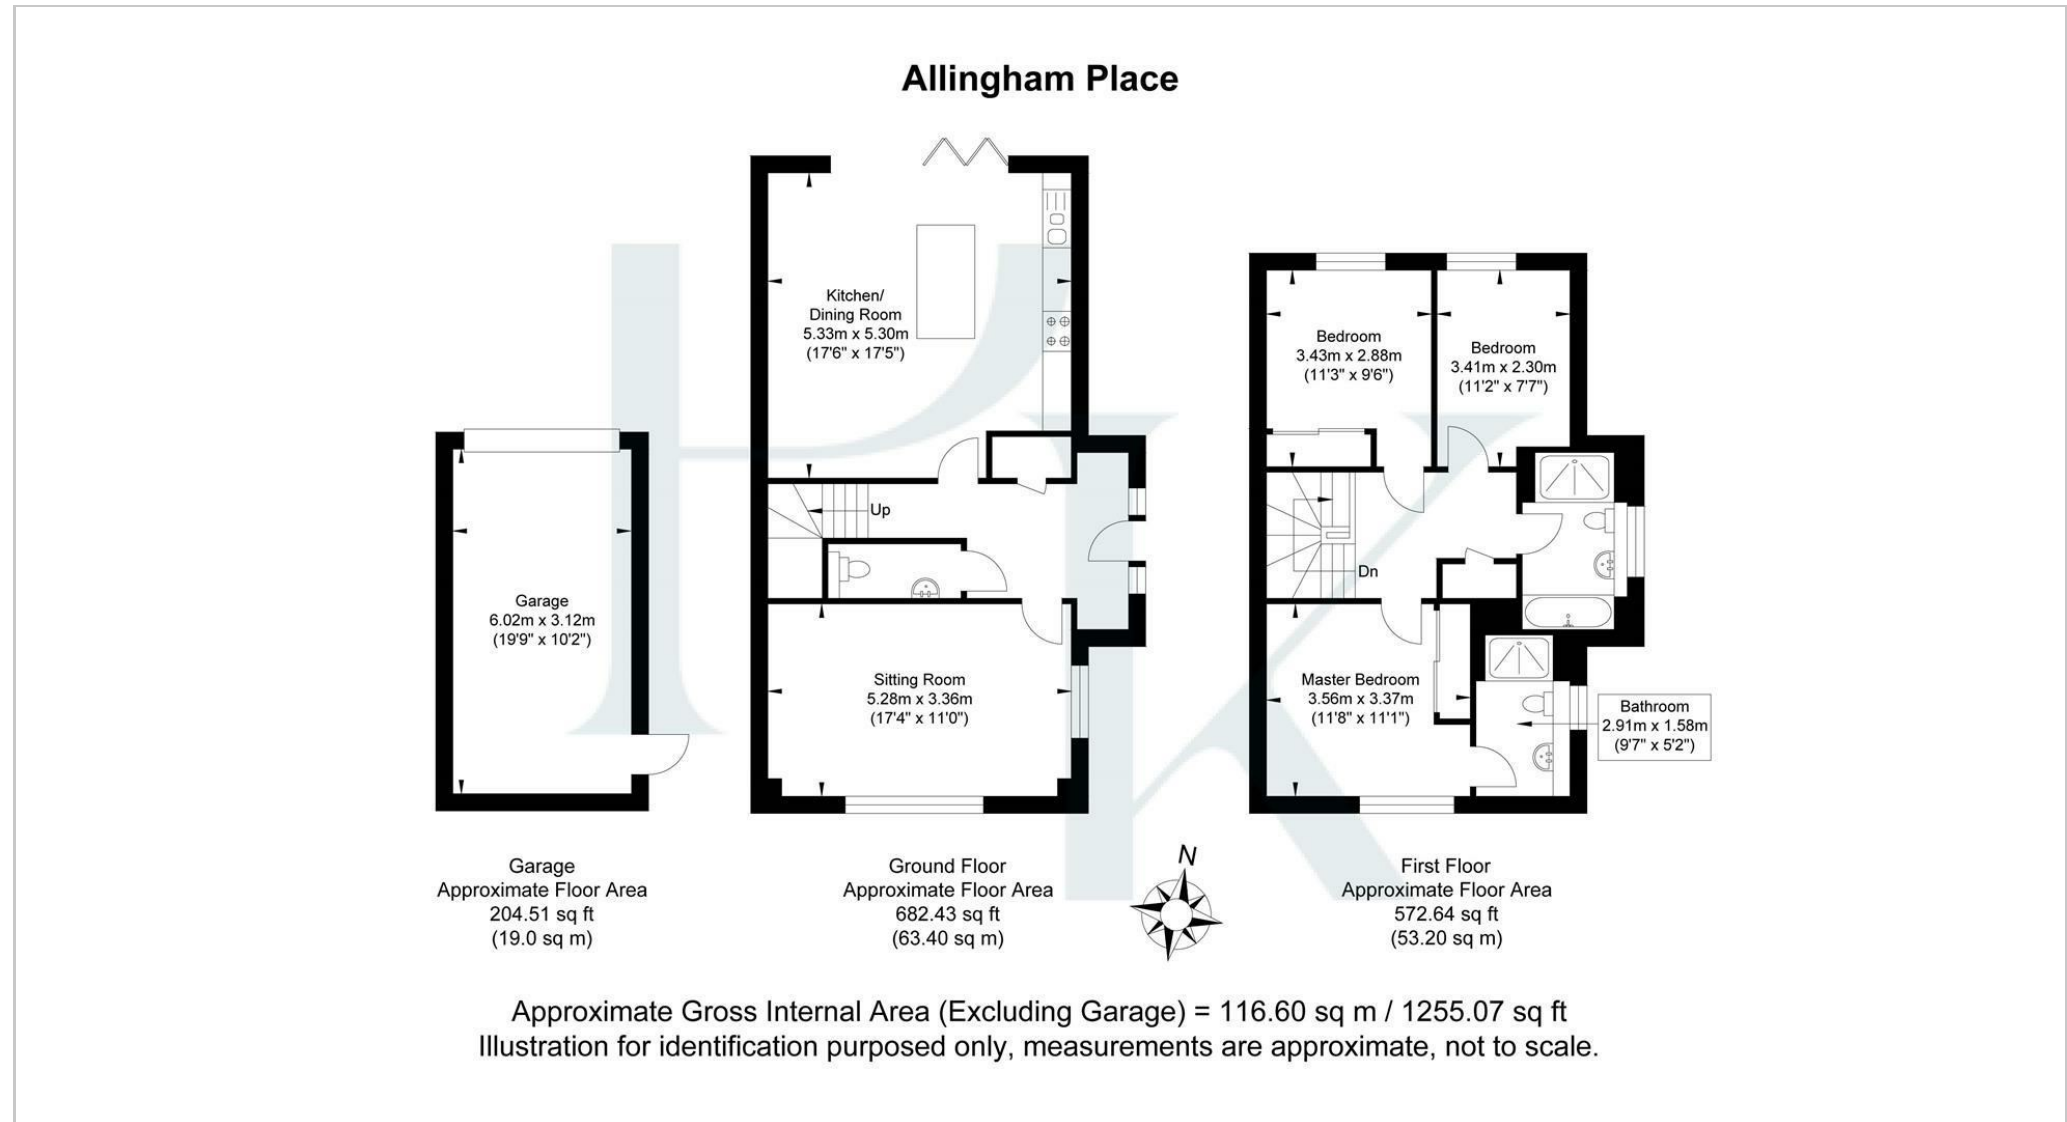 Allingham Place
Kitchen/
Dining Room
5.33m x 5.30m
(17'6" x 17'5")
Up
Sitting Room
5.28m x 3.36m
(17'4" x 11'0")
Garage
6.02m x 3.12m
(19'9" x 10'2")
Bedroom
3.43m x 2.88m
(11'3" x 9'6")
Bedroom
3.41m x 2.30m
(11'2" x 7'7")
Dn
Master Bedroom
3.56m x 3.37m
(11'8" x 11'1")
Bathroom
2.91m x 1.58m
(9'7" x 5'2")
Garage
Approximate Floor Area
204.51 sq ft
(19.0 sq m)
Ground Floor
Approximate Floor Area
682.43 sq ft
(63.40 sq m)
N
First Floor
Approximate Floor Area
572.64 sq ft
(53.20 sq m)
Approximate Gross Internal Area (Excluding Garage) = 116.60 sq m / 1255.07 sq ft
Illustration for identification purposed only, measurements are approximate, not to scale.